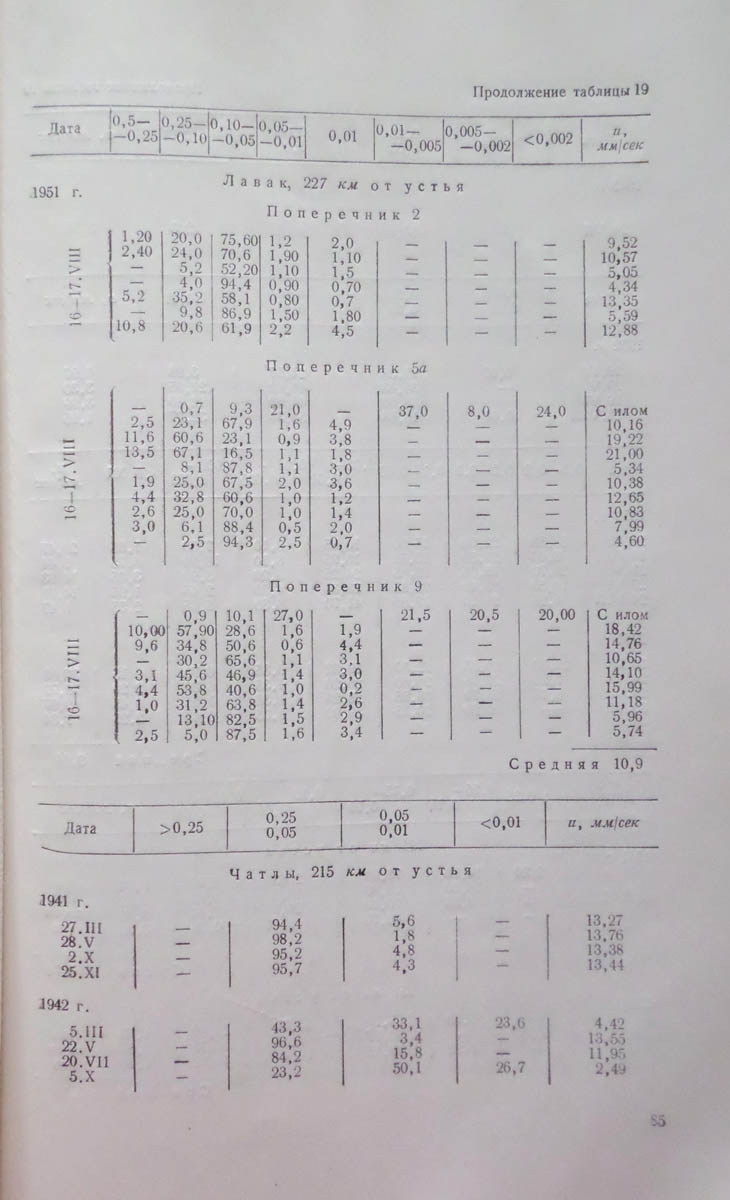 Продолжение таблицы 19
Дата 0,5— —0,25 0,25— —0,10 0,10— —0,05 0,05— —0,01 0,01 0,01— —0,005 0,005— —0,002 <0,002 u, мм/сек
1951 г. Лавак, 227 км от устья
Поперечник 2
16—17.VIII
1,20 20,0 75,60 1,2 2,0 — — — 9,52
2,40 24,0 70,6 1,90 1,10 — — — 10,57
— 5,2 52,20 1,10 1,5 — — — 5,05
— 4,0 94,4 0,90 0,70 — — — 4,34
5,2 35,2 58,1 0,80 0,7 — — — 13,35
— 9,8 86,9 1,50 1,80 — — — 5,59
10,8 20,6 61,9 2,2 4,5 — — — 12,88
Поперечник 5а
16—17.VIII
— 0,7 9,3 21,0 — 37,0 8,0 24,0 С илом
2,5 23,1 67,9 1,6 4,9 — — — 10,16
11,6 60,6 23,1 0,9 3,8 — — — 19,22
13,5 67,1 16,5 1,1 1,8 — — — 21,00
— 8,1 87,8 1,1 3,0 — — — 5,34
1,9 25,0 67,5 2,0 3,6 — — — 10,38
4,4 32,8 60,6 1,0 1,2 — — — 12,65
2,6 25,0 70,0 1,0 1,4 — — — 10,83
3,0 6,1 88,4 0,5 2,0 — — — 7,99
— 2,5 94,3 2,5 0,7 — — — 4,60
Поперечник 9
16—17.VIII
— 0,9 10,1 27,0 — 21,5 20,5 20,00 С илом
10,00 57,90 28,6 1,6 1,9 — — — 18,42
9,6 34,8 50,6 0,6 4,4 — — — 14,76
— 30,2 65,6 1,1 3,1 — — — 10,65
3,1 45,6 46,9 1,4 3,0 — — — 14,10
4,4 53,8 40,6 1,0 0,2 — — — 15,99
1,0 31,2 63,8 1,4 2,6 — — — 11,18
— 13,10 82,5 1,5 2,9 — — — 5,96
2,5 5,0 87,5 1,6 3,4 — — — 5,74
Средняя 10,9
Дата >0,25 0,25 0,05 0,05 0,01 <0,01 u, мм/сек
Чатлы, 215 км от устья
1941 г.
27.III — 94,4 5,6 — 13,27
28.V — 98,2 1,8 — 13,76
2.X — 95,2 4,8 — 13,38
25.XI — 95,7 4,3 — 13,44
1942 г.
5.III — 43,3 33,1 23,6 4,42
22.V — 96,6 3,4 — 13,55
20.VII — 84,2 15,8 — 11,95
5.X — 23,2 50,1 26,7 2,49
85